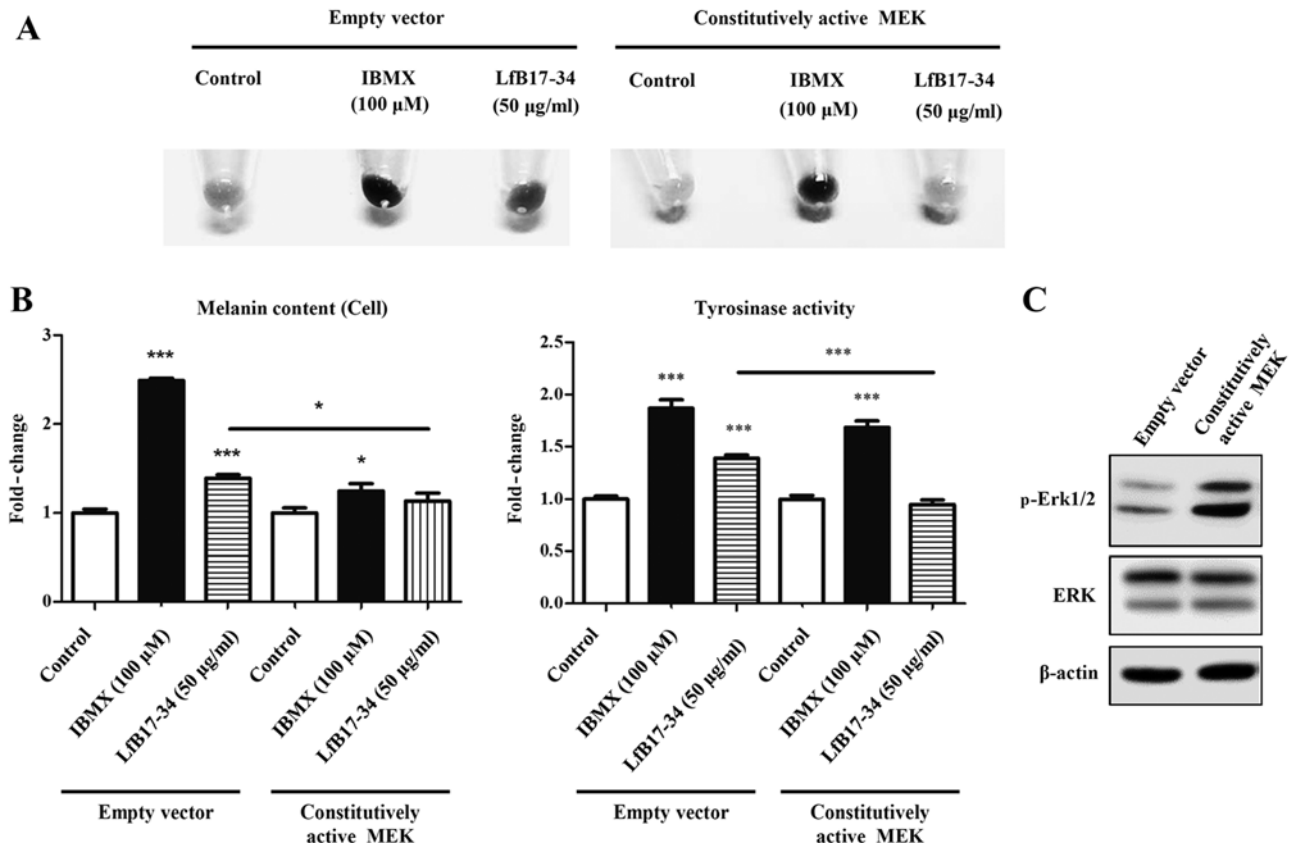 A
Empty vector
Constitutively active MEK
Control
IBMX
(100 µM)
LfB17-34
(50 µg/ml)
Control
IBMX
(100 µM)
LfB17-34
(50 µg/ml)
B
Melanin content (Cell)
Fold - change
3
2
1
0
***
***
*
*
Control
IBMX (100 µM)
LfB17-34 (50 µg/ml)
Control
IBMX (100 µM)
LfB17-34 (50 µg/ml)
Empty vector
Constitutively
active MEK
Tyrosinase activity
Fold - change
2.5
2.0
1.5
1.0
0.5
0.0
***
***
***
***
Control
IBMX (100 µM)
LfB17-34 (50 µg/ml)
Control
IBMX (100 µM)
LfB17-34 (50 µg/ml)
Empty vector
Constitutively
active MEK
C
Empty vector
Constitutively
active MEK
p-Erk1/2
ERK
β-actin